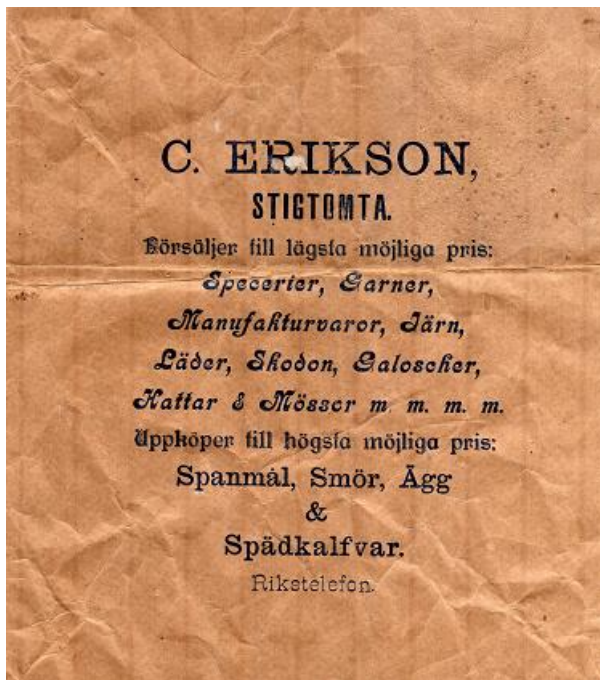 C. ERIKSON,
STIGTOMTA.
Försäljer till lägsta möjliga pris:
Specerier, Garner,
Manufakturvaror, Järn,
Läder, Skodon, Galoscher,
Hattar & Mössor m. m. m. m.
Uppköper till högsta möjliga pris:
Spanmål, Smör, Ägg
&
Spädkalfvar.
Rikstelefon.